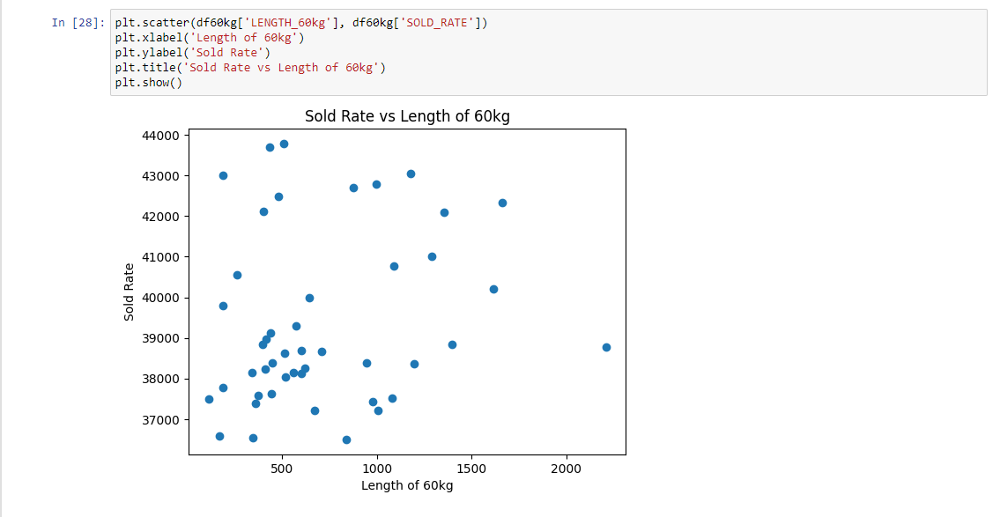 In [28]: plt.scatter(df60kg['LENGTH_60kg'], df60kg['SOLD_RATE'])
plt.xlabel('Length of 60kg')
plt.ylabel('Sold Rate')
plt.title('Sold Rate vs Length of 60kg')
plt.show()
Sold Rate vs Length of 60kg
44000
43000
42000
41000
40000
39000
38000
37000
Sold Rate
500 1000 1500 2000
Length of 60kg